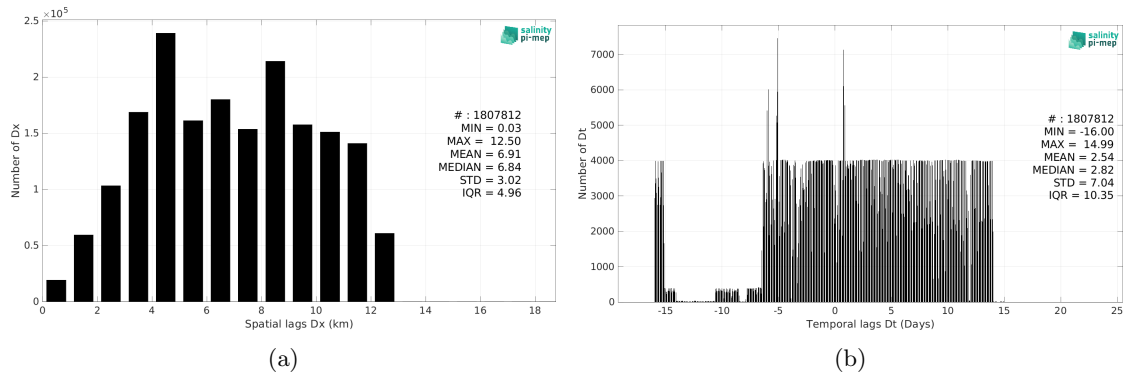 ×10⁵
2.5
2
1.5
1
0.5
0
Number of Dx
0 2 4 6 8 10 12 14 16 18
Spatial lags Dx (km)
salinity
pi-mep
# : 1807812
MIN = 0.03
MAX = 12.50
MEAN = 6.91
MEDIAN = 6.84
STD = 3.02
IQR = 4.96
(a)
7000
6000
5000
4000
3000
2000
1000
0
Number of Dt
-15 -10 -5 0 5 10 15 20 25
Temporal lags Dt (Days)
salinity
pi-mep
# : 1807812
MIN = -16.00
MAX = 14.99
MEAN = 2.54
MEDIAN = 2.82
STD = 7.04
IQR = 10.35
(b)